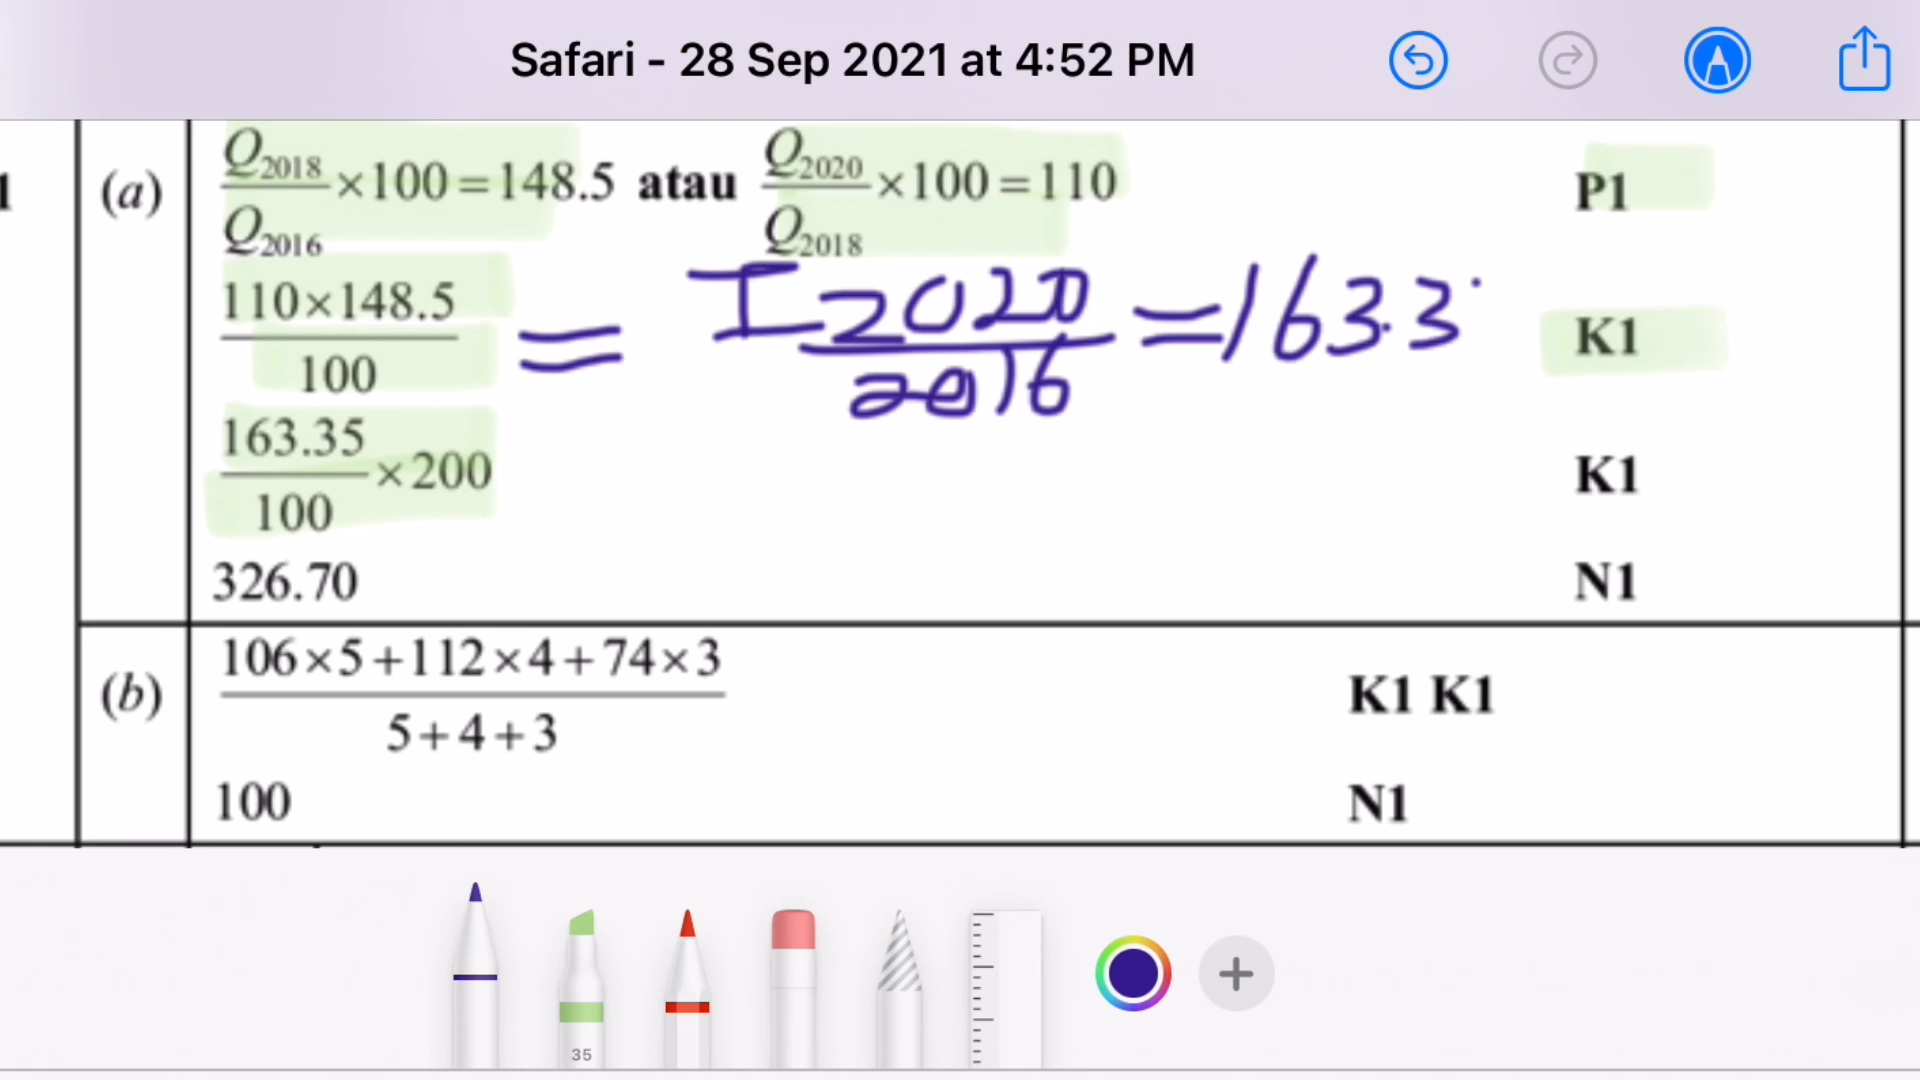 Safari - 28 Sep 2021 at 4:52 PM
1 (a) Q2018/Q2016 ×100=148.5 atau Q2020/Q2018 ×100=110 P1
110×148.5/100 = I 2020/2016 =163.3 K1
163.35/100 ×200 K1
326.70 N1
(b) 106×5+112×4+74×3/5+4+3 K1 K1
100 N1
35